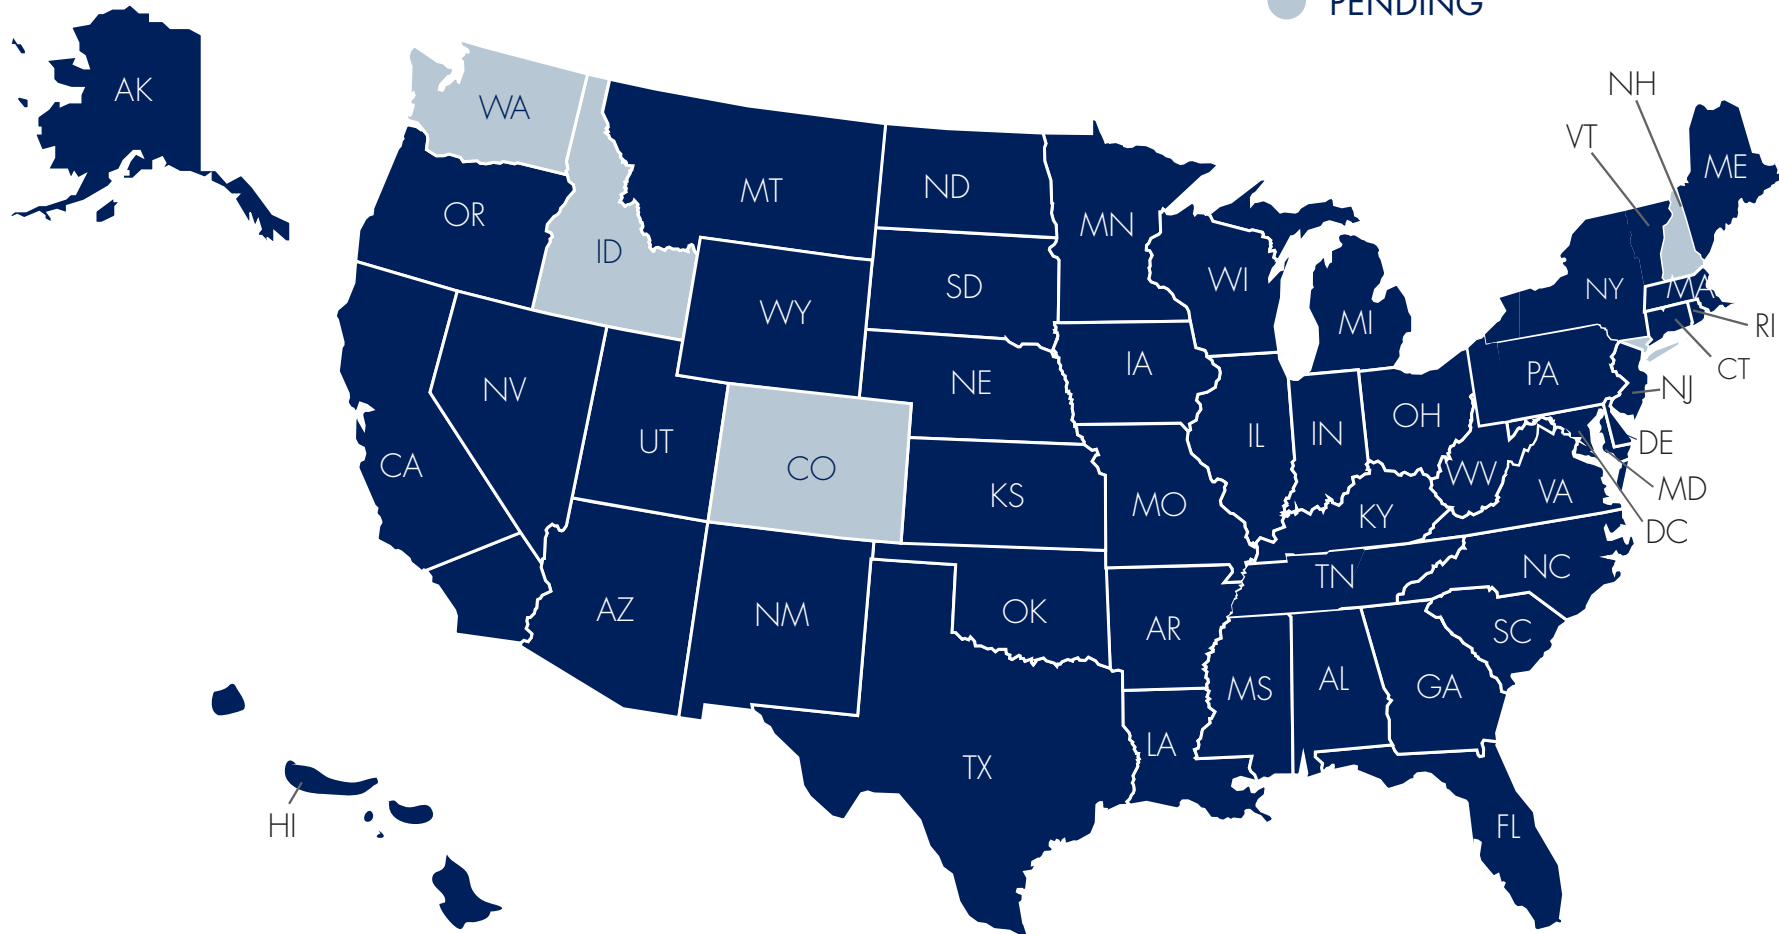 PENDING
AK
WA
NH
VT
ME
MT
ND
OR
MN
ID
SD
WI
NY
MA
WY
MI
RI
IA
CT
NE
PA
NV
NJ
OH
UT
IL
IN
DE
CO
CA
WV
MD
KS
MO
VA
KY
DC
NC
TN
AZ
NM
OK
AR
SC
MS
AL
GA
LA
TX
HI
FL